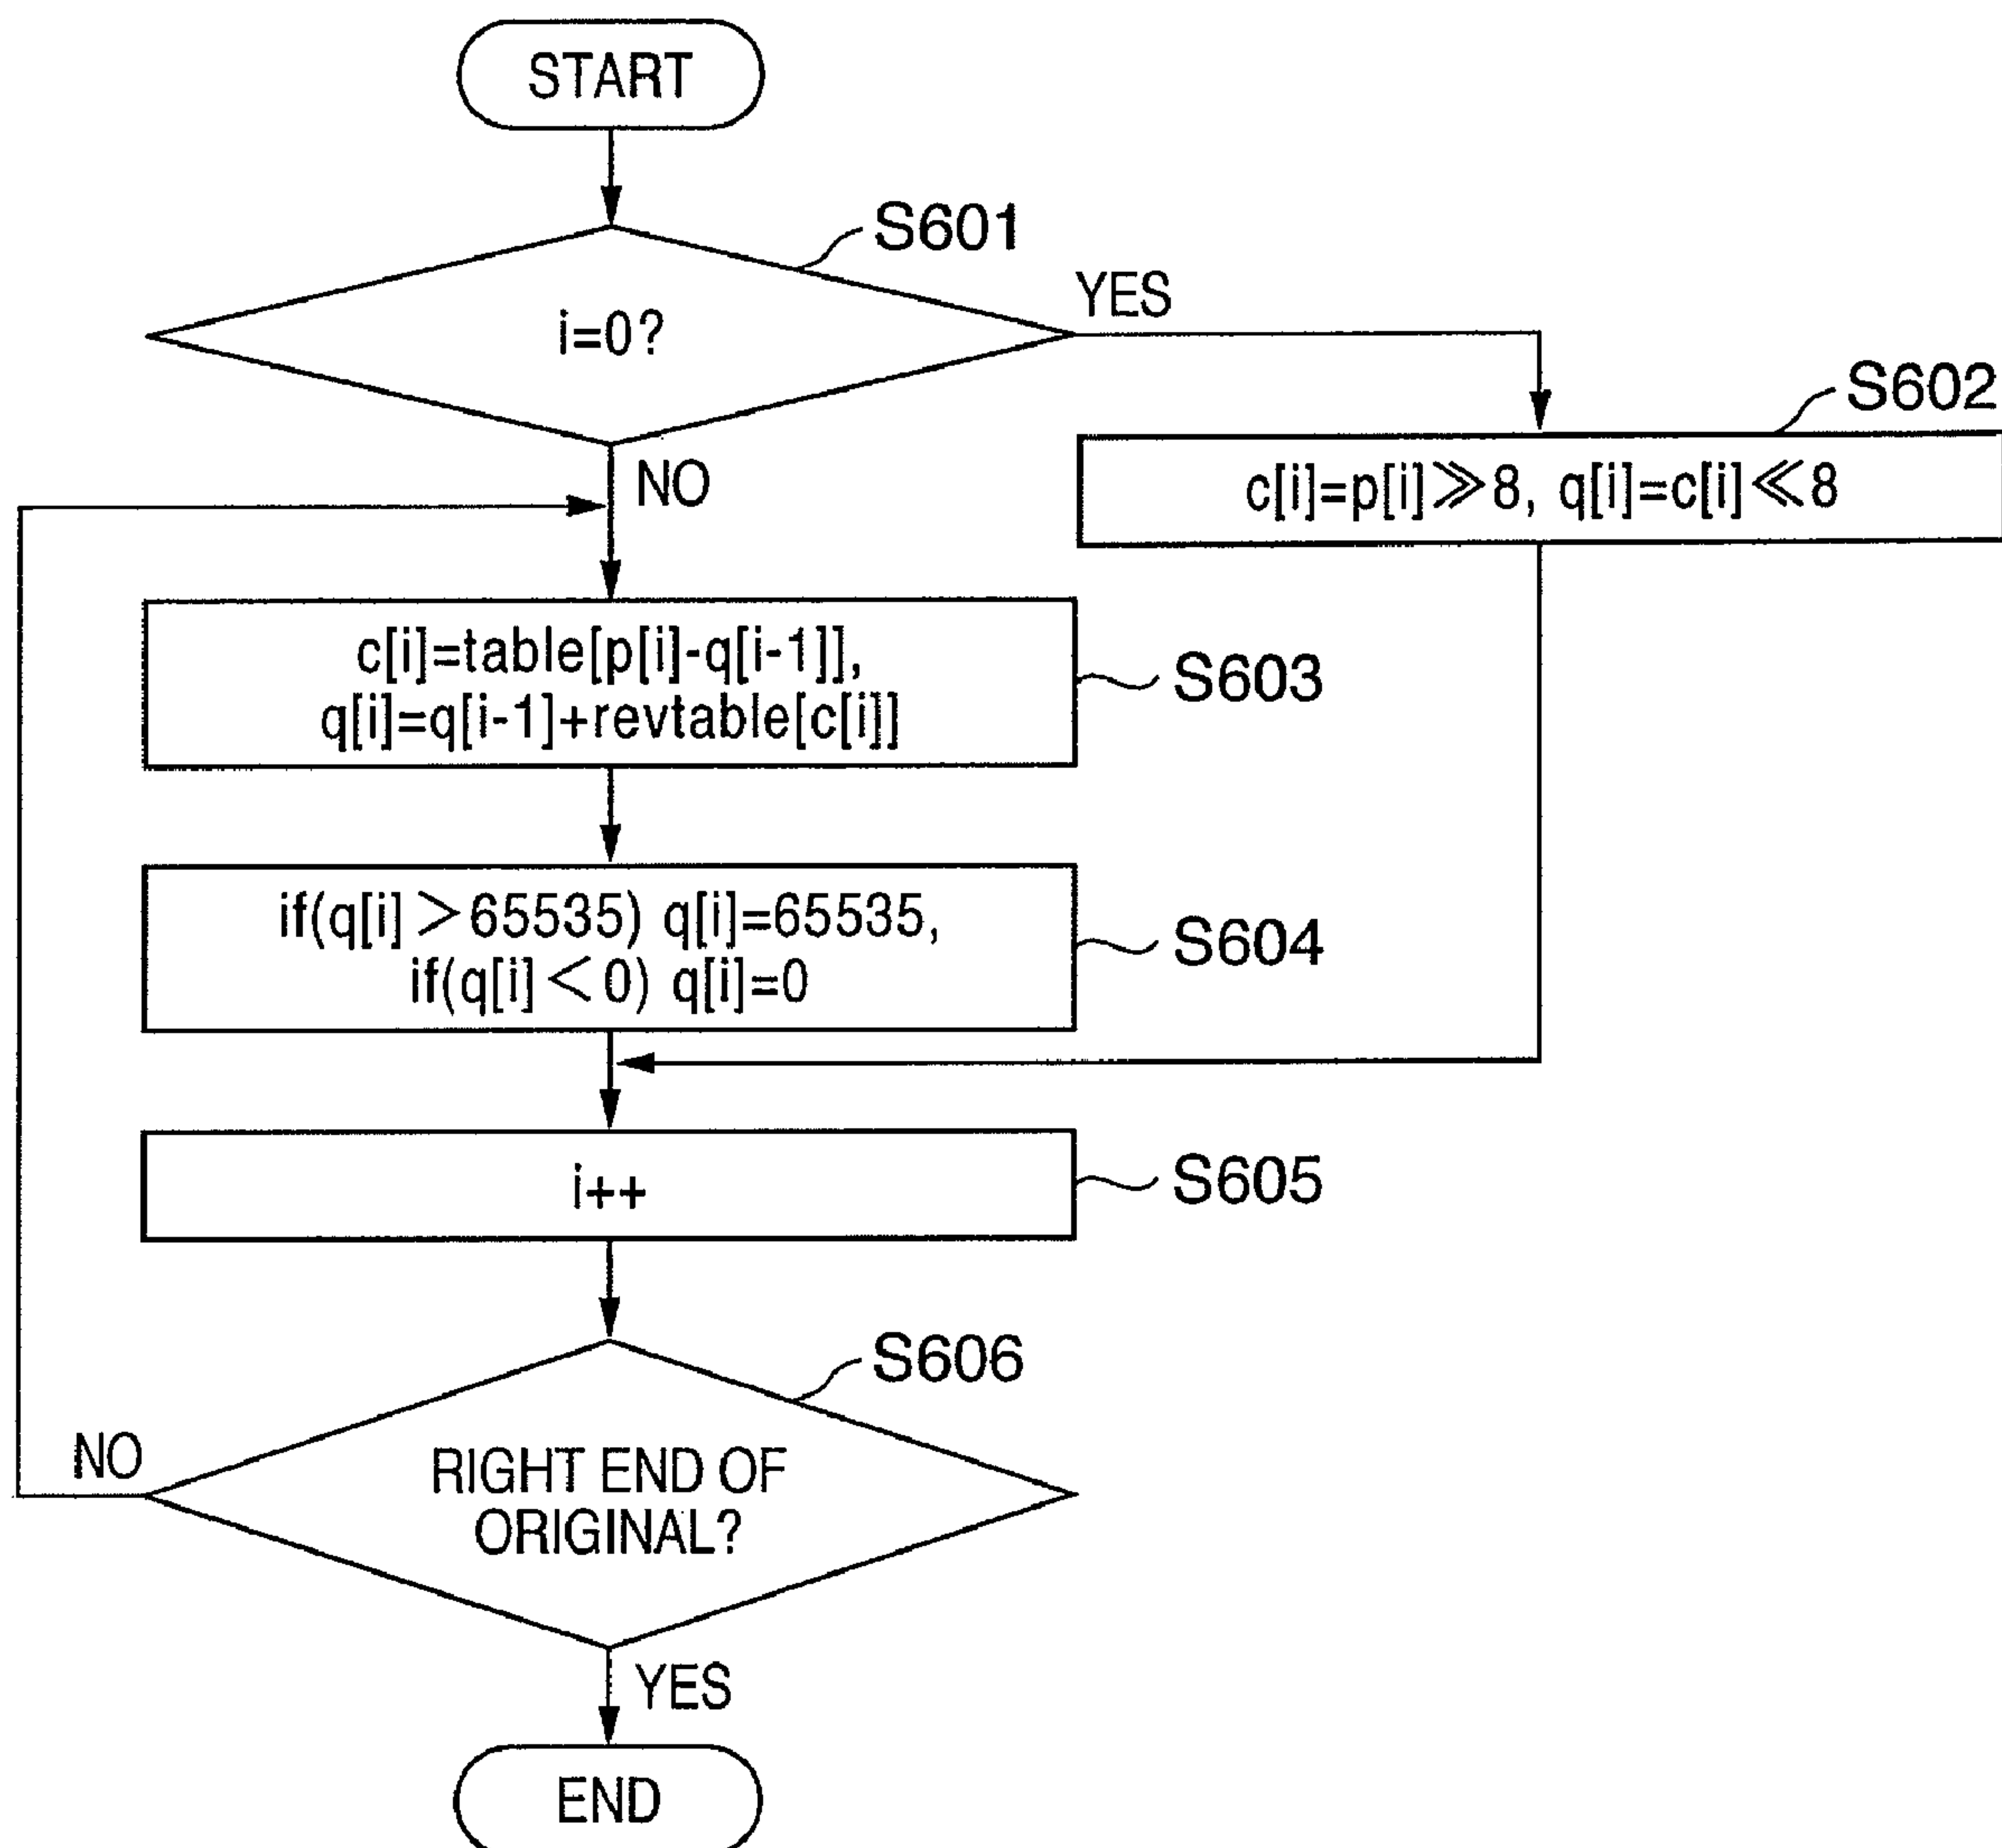 START
S601
i=0?
YES
S602
c[i]=p[i]≫8, q[i]=c[i]≪8
NO
c[i]=table[p[i]-q[i-1]],
q[i]=q[i-1]+revtable[c[i]]
S603
if(q[i]>65535) q[i]=65535,
if(q[i]<0) q[i]=0
S604
i++
S605
S606
RIGHT END OF
ORIGINAL?
NO
YES
END